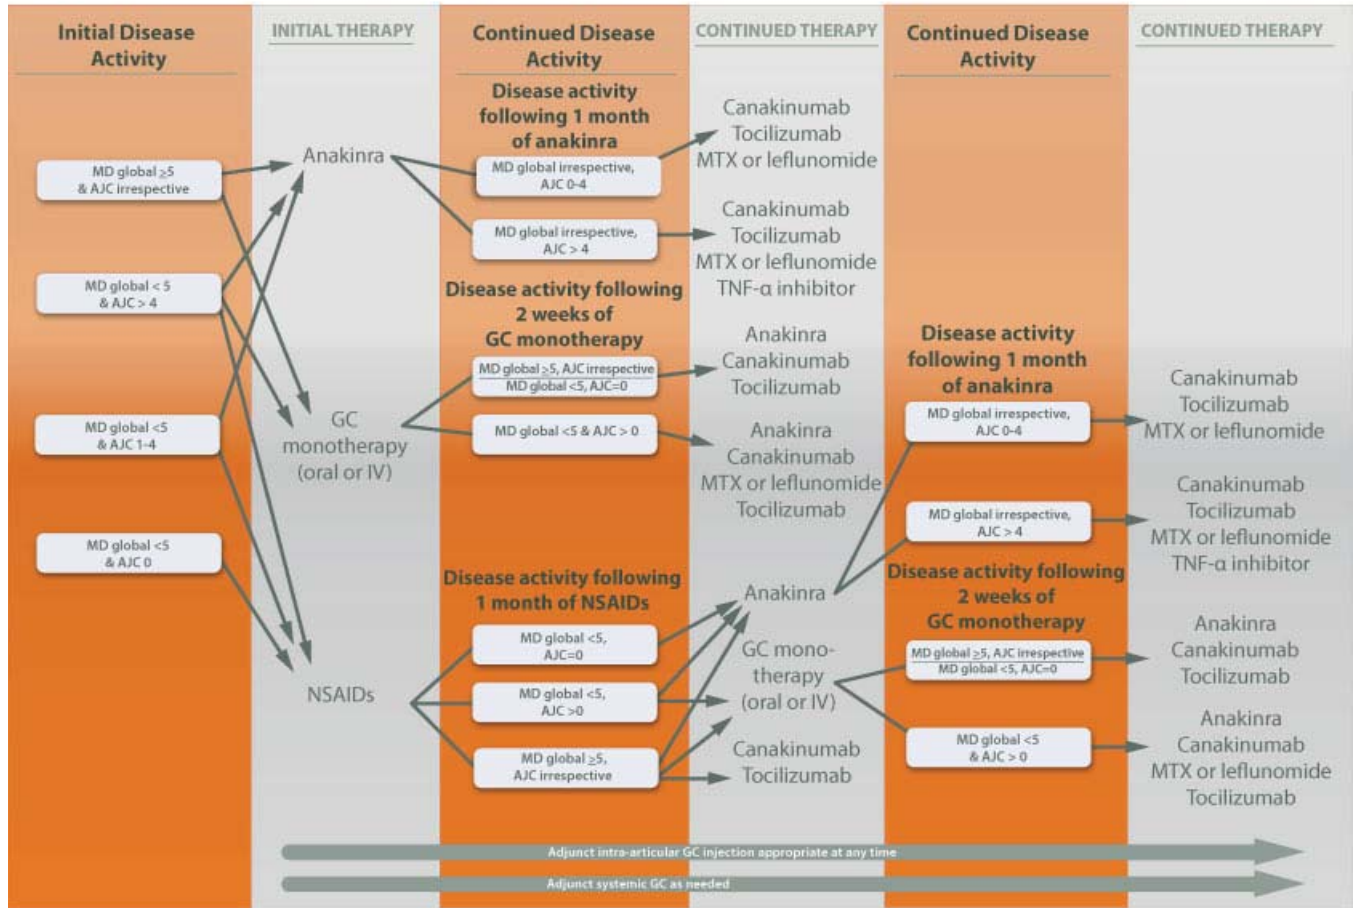 Initial Disease
Activity
MD global ≥5
& AJC irrespective
MD global < 5
& AJC > 4
MD global <5
& AJC 1-4
MD global <5
& AJC 0
INITIAL THERAPY
Anakinra
GC
monotherapy
(oral or IV)
NSAIDs
Continued Disease
Activity
Disease activity
following 1 month
of anakinra
MD global irrespective,
AJC 0-4
MD global irrespective,
AJC > 4
Disease activity following
2 weeks of
GC monotherapy
MD global ≥5, AJC irrespective
MD global <5, AJC=0
MD global <5 & AJC > 0
Disease activity following
1 month of NSAIDs
MD global <5,
AJC=0
MD global <5,
AJC >0
MD global ≥5,
AJC irrespective
CONTINUED THERAPY
Canakinumab
Tocilizumab
MTX or leflunomide
Canakinumab
Tocilizumab
MTX or leflunomide
TNF-α inhibitor
Anakinra
Canakinumab
Tocilizumab
Anakinra
Canakinumab
MTX or leflunomide
Tocilizumab
Anakinra
GC mono-
therapy
(oral or IV)
Canakinumab
Tocilizumab
Continued Disease
Activity
Disease activity
following 1 month
of anakinra
MD global irrespective,
AJC 0-4
MD global irrespective,
AJC > 4
Disease activity following
2 weeks of
GC monotherapy
MD global ≥5, AJC irrespective
MD global <5, AJC=0
MD global <5
& AJC > 0
CONTINUED THERAPY
Canakinumab
Tocilizumab
MTX or leflunomide
Canakinumab
Tocilizumab
MTX or leflunomide
TNF-α inhibitor
Anakinra
Canakinumab
Tocilizumab
Anakinra
Canakinumab
MTX or leflunomide
Tocilizumab
Adjunct intra-articular GC injection appropriate at any time
Adjunct systemic GC as needed